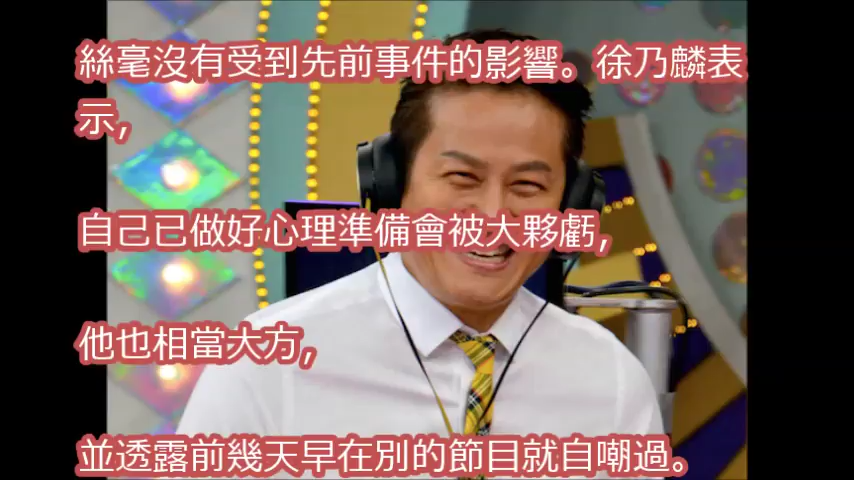 絲毫沒有受到先前事件的影響。徐乃麟表
示，
自己已做好心理準備會被大夥虧，
他也相當大方，
並透露前幾天早在別的節目就自嘲過。